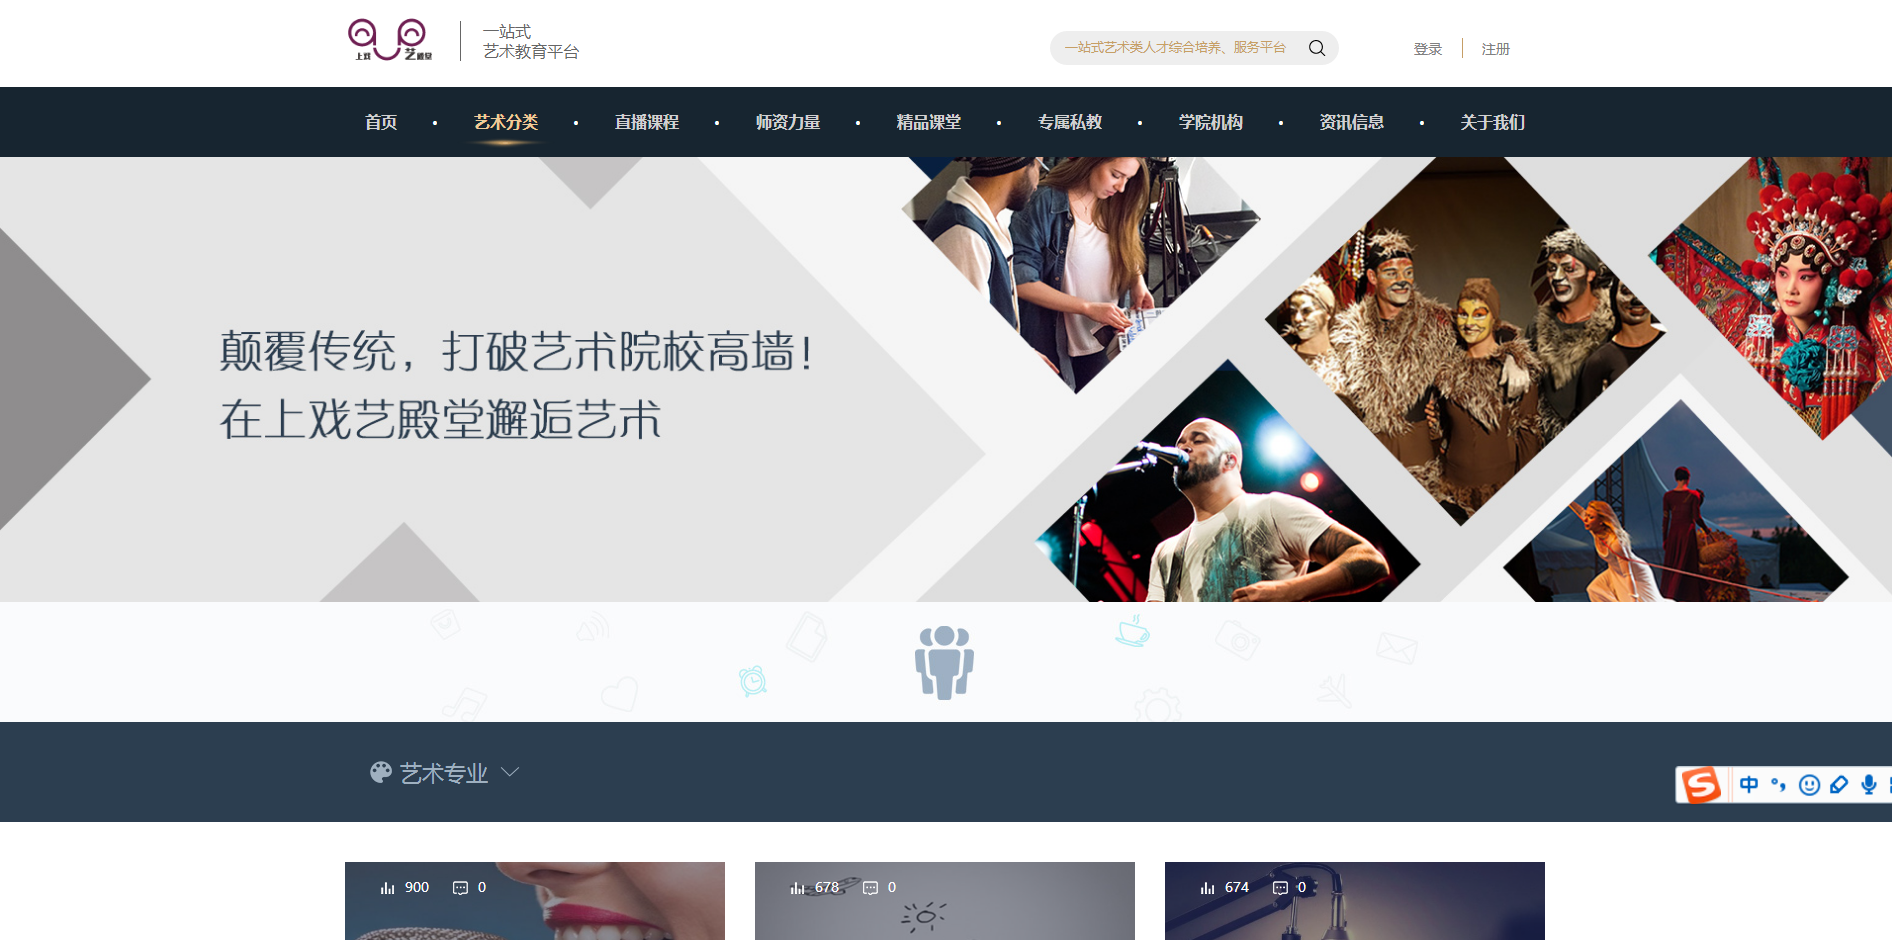 上戏 艺殿堂
一站式
艺术教育平台
一站式艺术类人才综合培养、服务平台
登录
注册
首页
艺术分类
直播课程
师资力量
精品课堂
专属私教
学院机构
资讯信息
关于我们
颠覆传统，打破艺术院校高墙！
在上戏艺殿堂邂逅艺术
艺术专业
中
900 0
678 0
674 0